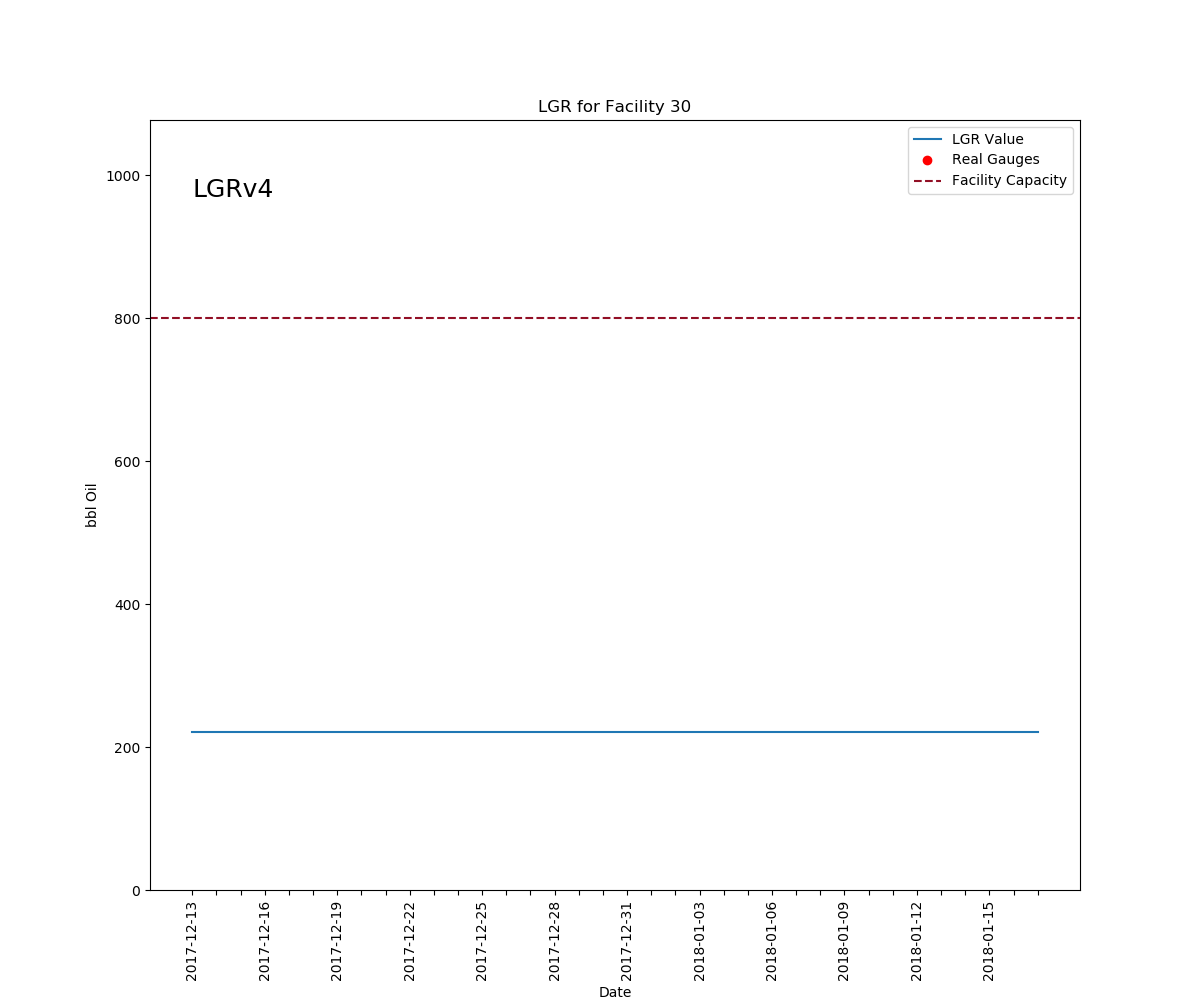 LGR for Facility 30
LGRv4
LGR Value
Real Gauges
Facility Capacity
1000
800
600
400
200
0
bbl Oil
2017-12-13
2017-12-16
2017-12-19
2017-12-22
2017-12-25
2017-12-28
2017-12-31
2018-01-03
2018-01-06
2018-01-09
2018-01-12
2018-01-15
Date